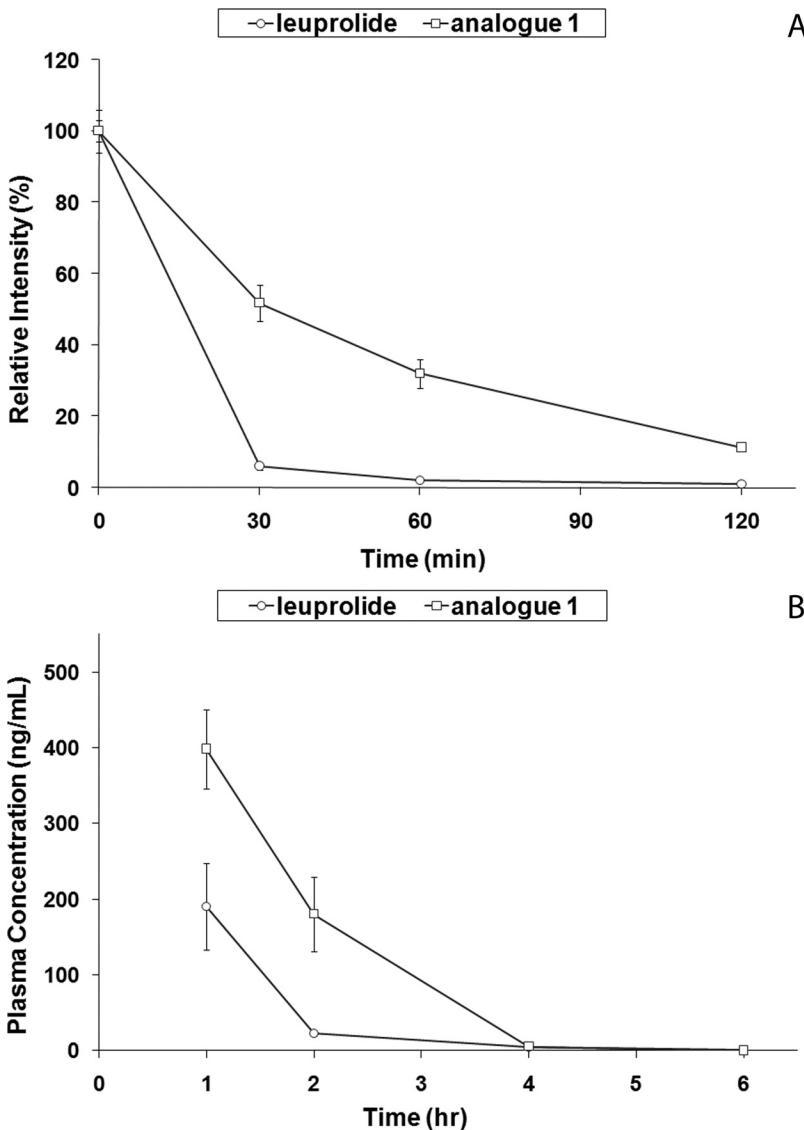 leuprolide analogue 1
A
120
100
80
60
40
20
0
Relative Intensity (%)
0 30 60 90 120
Time (min)
leuprolide analogue 1
B
500
400
300
200
100
0
Plasma Concentration (ng/mL)
0 1 2 3 4 5 6
Time (hr)